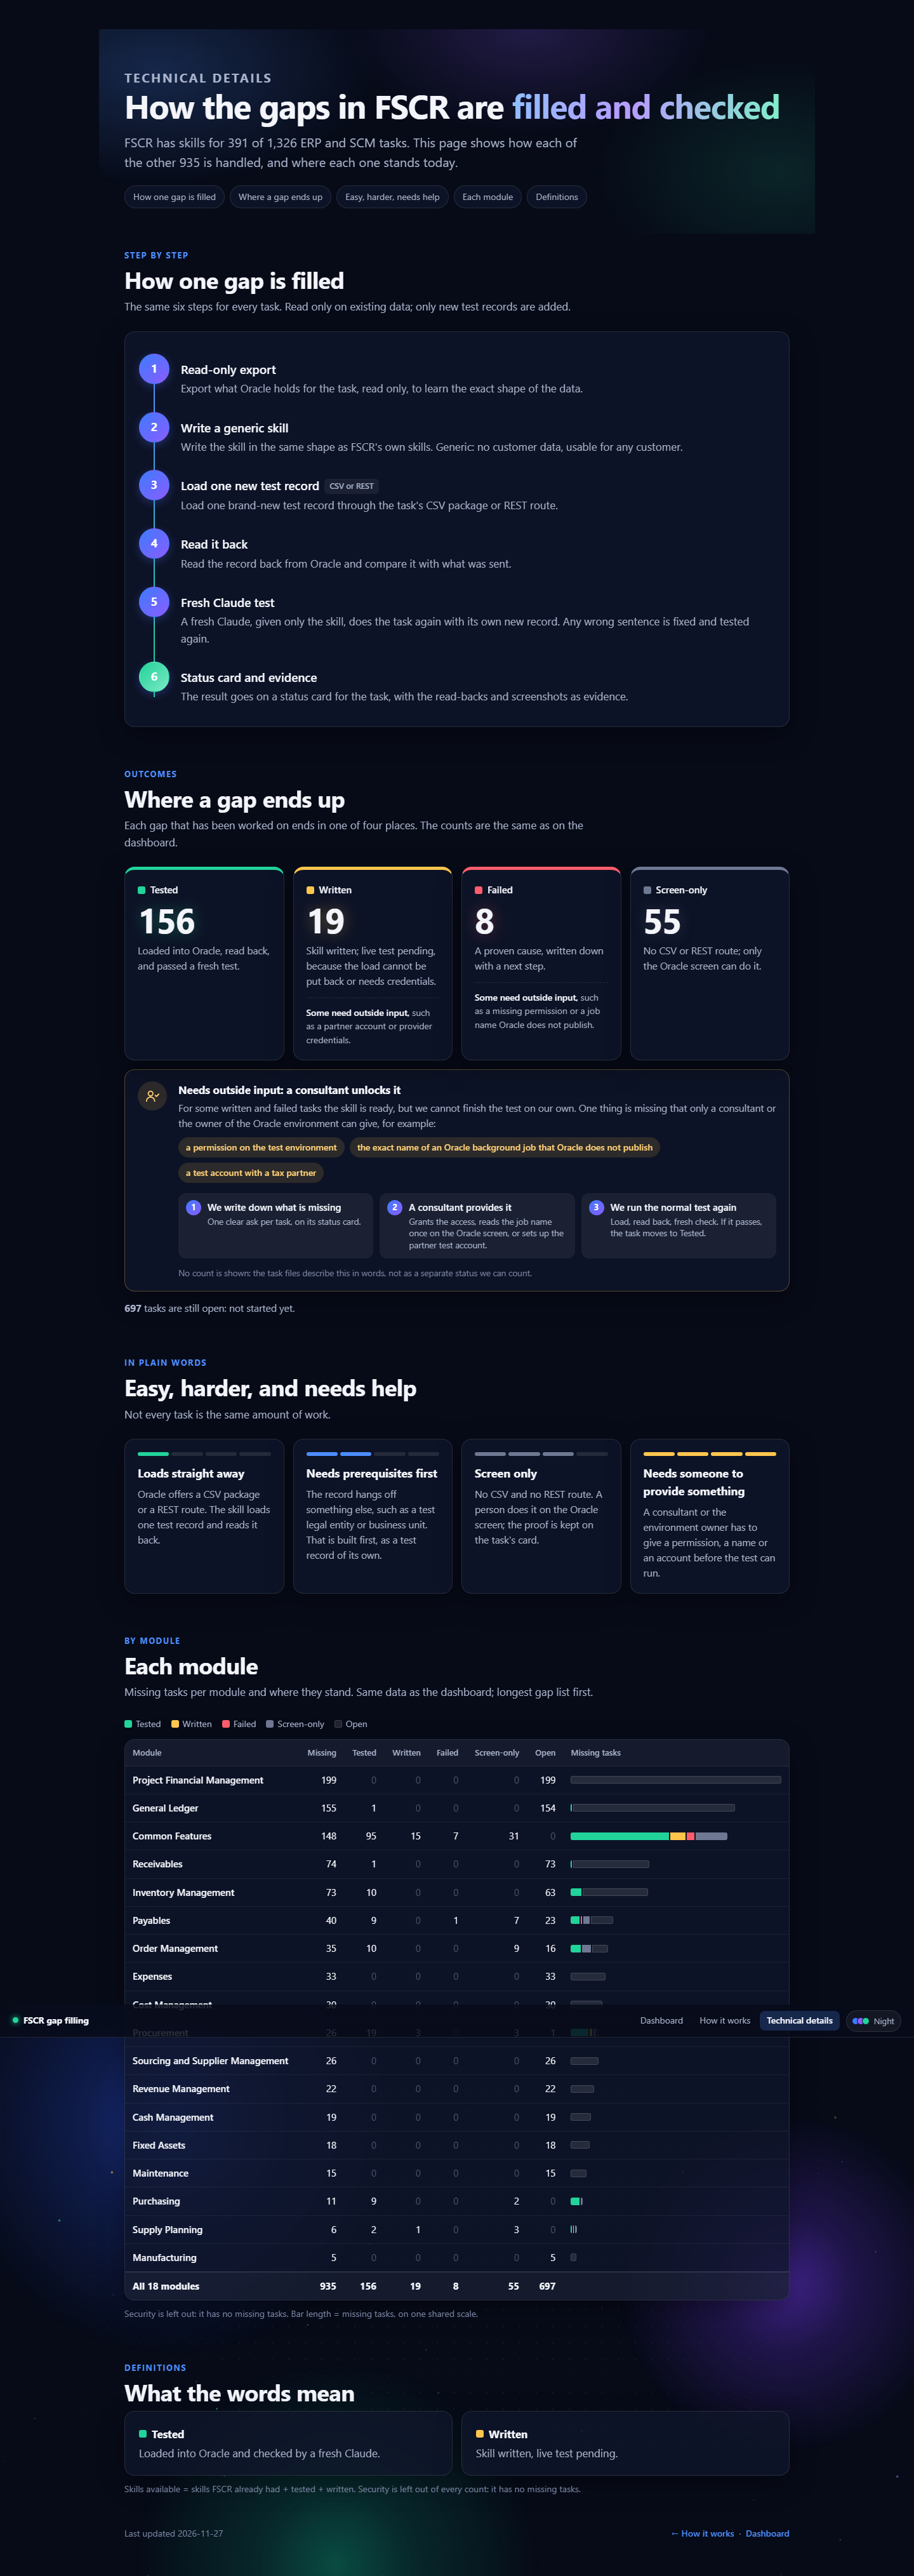 TECHNICAL DETAILS
How the gaps in FSCR are filled and checked
FSCR has skills for 391 of 1,326 ERP and SCM tasks. This page shows how each of
the other 935 is handled, and where each one stands today.
How one gap is filled Where a gap ends up Easy, harder, needs help Each module Definitions
STEP BY STEP
How one gap is filled
The same six steps for every task. Read only on existing data; only new test records are added.
1 Read-only export
Export what Oracle holds for the task, read only, to learn the exact shape of the data.
2 Write a generic skill
Write the skill in the same shape as FSCR's own skills. Generic: no customer data, usable for any customer.
3 Load one new test record CSV or REST
Load one brand-new test record through the task's CSV package or REST route.
4 Read it back
Read the record back from Oracle and compare it with what was sent.
5 Fresh Claude test
A fresh Claude, given only the skill, does the task again with its own new record. Any wrong sentence is fixed and tested
again.
6 Status card and evidence
The result goes on a status card for the task, with the read-backs and screenshots as evidence.
OUTCOMES
Where a gap ends up
Each gap that has been worked on ends in one of four places. The counts are the same as on the
dashboard.
Tested
156
Loaded into Oracle, read back,
and passed a fresh test.
Written
19
Skill written; live test pending,
because the load cannot be
put back or needs credentials.
Some need outside input, such
as a partner account or provider
credentials.
Failed
8
A proven cause, written down
with a next step.
Some need outside input, such
as a missing permission or a job
name Oracle does not publish.
Screen-only
55
No CSV or REST route; only
the Oracle screen can do it.
Needs outside input: a consultant unlocks it
For some written and failed tasks the skill is ready, but we cannot finish the test on our own. One thing is missing that only a consultant or
the owner of the Oracle environment can give, for example:
a permission on the test environment the exact name of an Oracle background job that Oracle does not publish
a test account with a tax partner
1 We write down what is missing
One clear ask per task, on its status card.
2 A consultant provides it
Grants the access, reads the job name
once on the Oracle screen, or sets up the
partner test account.
3 We run the normal test again
Load, read back, fresh check. If it passes,
the task moves to Tested.
No count is shown: the task files describe this in words, not as a separate status we can count.
697 tasks are still open: not started yet.
IN PLAIN WORDS
Easy, harder, and needs help
Not every task is the same amount of work.
Loads straight away
Oracle offers a CSV package
or a REST route. The skill loads
one test record and reads it
back.
Needs prerequisites first
The record hangs off
something else, such as a test
legal entity or business unit.
That is built first, as a test
record of its own.
Screen only
No CSV and no REST route. A
person does it on the Oracle
screen; the proof is kept on
the task's card.
Needs someone to
provide something
A consultant or the
environment owner has to
give a permission, a name or
an account before the test can
run.
BY MODULE
Each module
Missing tasks per module and where they stand. Same data as the dashboard; longest gap list first.
Tested Written Failed Screen-only Open
Module Missing Tested Written Failed Screen-only Open Missing tasks
Project Financial Management 199 0 0 0 0 199
General Ledger 155 1 0 0 0 154
Common Features 148 95 15 7 31 0
Receivables 74 1 0 0 0 73
Inventory Management 73 10 0 0 0 63
Payables 40 9 0 1 7 23
Order Management 35 10 0 0 9 16
Expenses 33 0 0 0 0 33
Cost Management 30 0 0 0 0 30
FSCR gap filling Dashboard How it works Technical details Night
Procurement 26 19 3 0 3 1
Sourcing and Supplier Management 26 0 0 0 0 26
Revenue Management 22 0 0 0 0 22
Cash Management 19 0 0 0 0 19
Fixed Assets 18 0 0 0 0 18
Maintenance 15 0 0 0 0 15
Purchasing 11 9 0 0 2 0
Supply Planning 6 2 1 0 3 0
Manufacturing 5 0 0 0 0 5
All 18 modules 935 156 19 8 55 697
Security is left out: it has no missing tasks. Bar length = missing tasks, on one shared scale.
DEFINITIONS
What the words mean
Tested
Loaded into Oracle and checked by a fresh Claude.
Written
Skill written, live test pending.
Skills available = skills FSCR already had + tested + written. Security is left out of every count: it has no missing tasks.
Last updated 2026-11-27 ← How it works · Dashboard